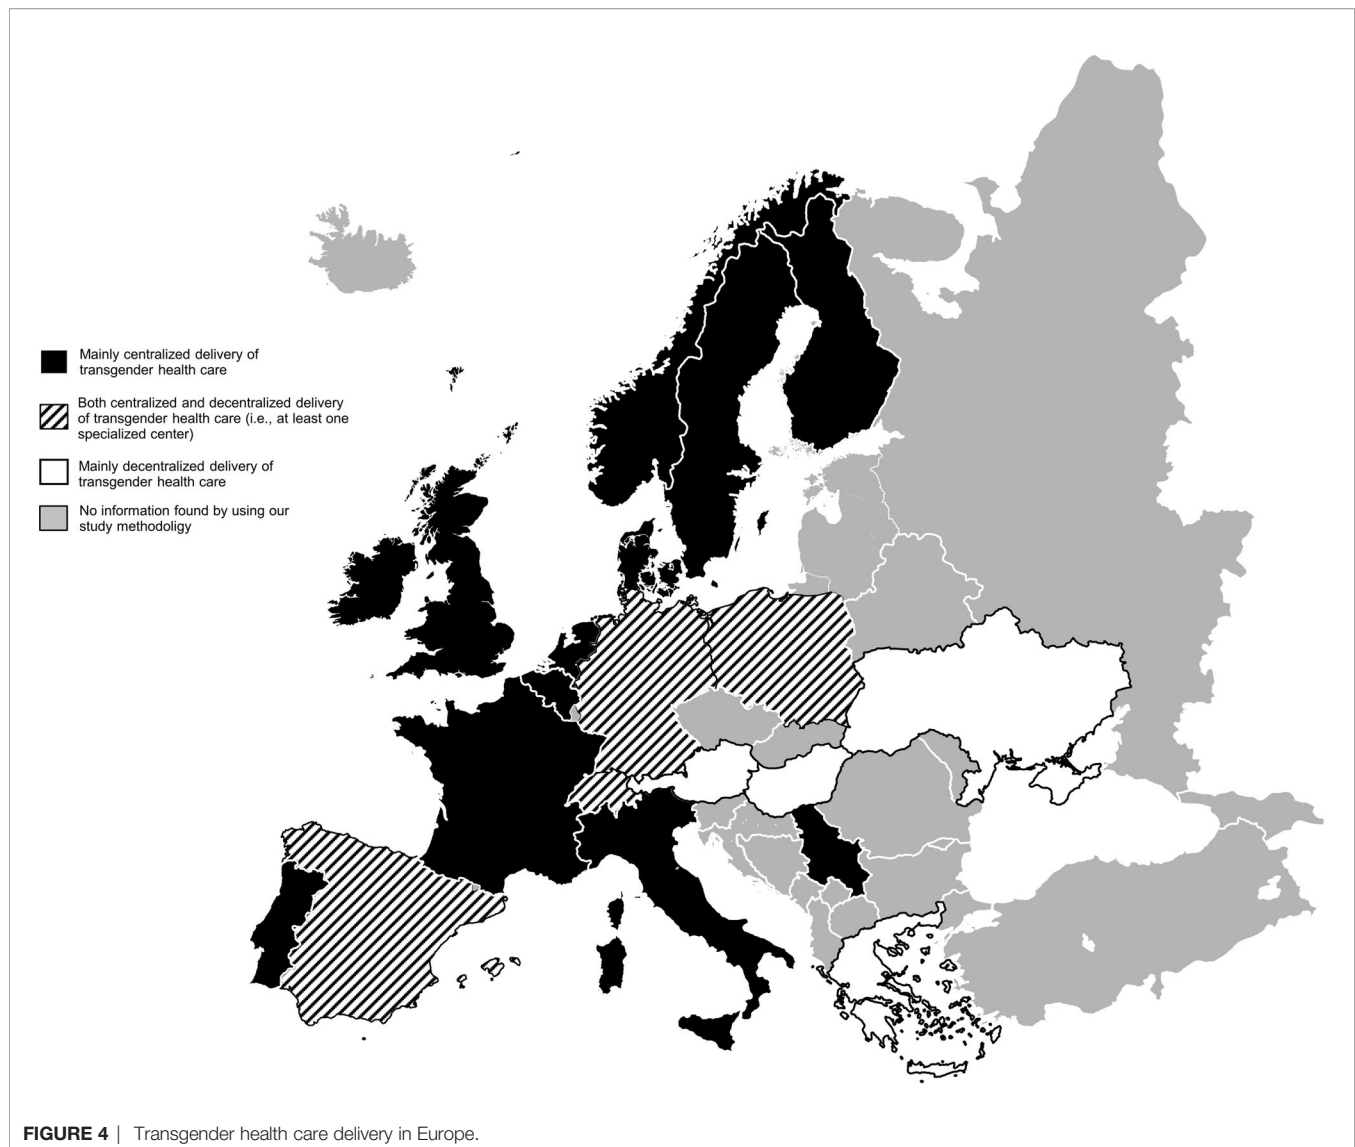 Mainly centralized delivery of
transgender health care
Both centralized and decentralized delivery
of transgender health care (i.e., at least one
specialized center)
Mainly decentralized delivery of
transgender health care
No information found by using our
study methodoligy
FIGURE 4 | Transgender health care delivery in Europe.